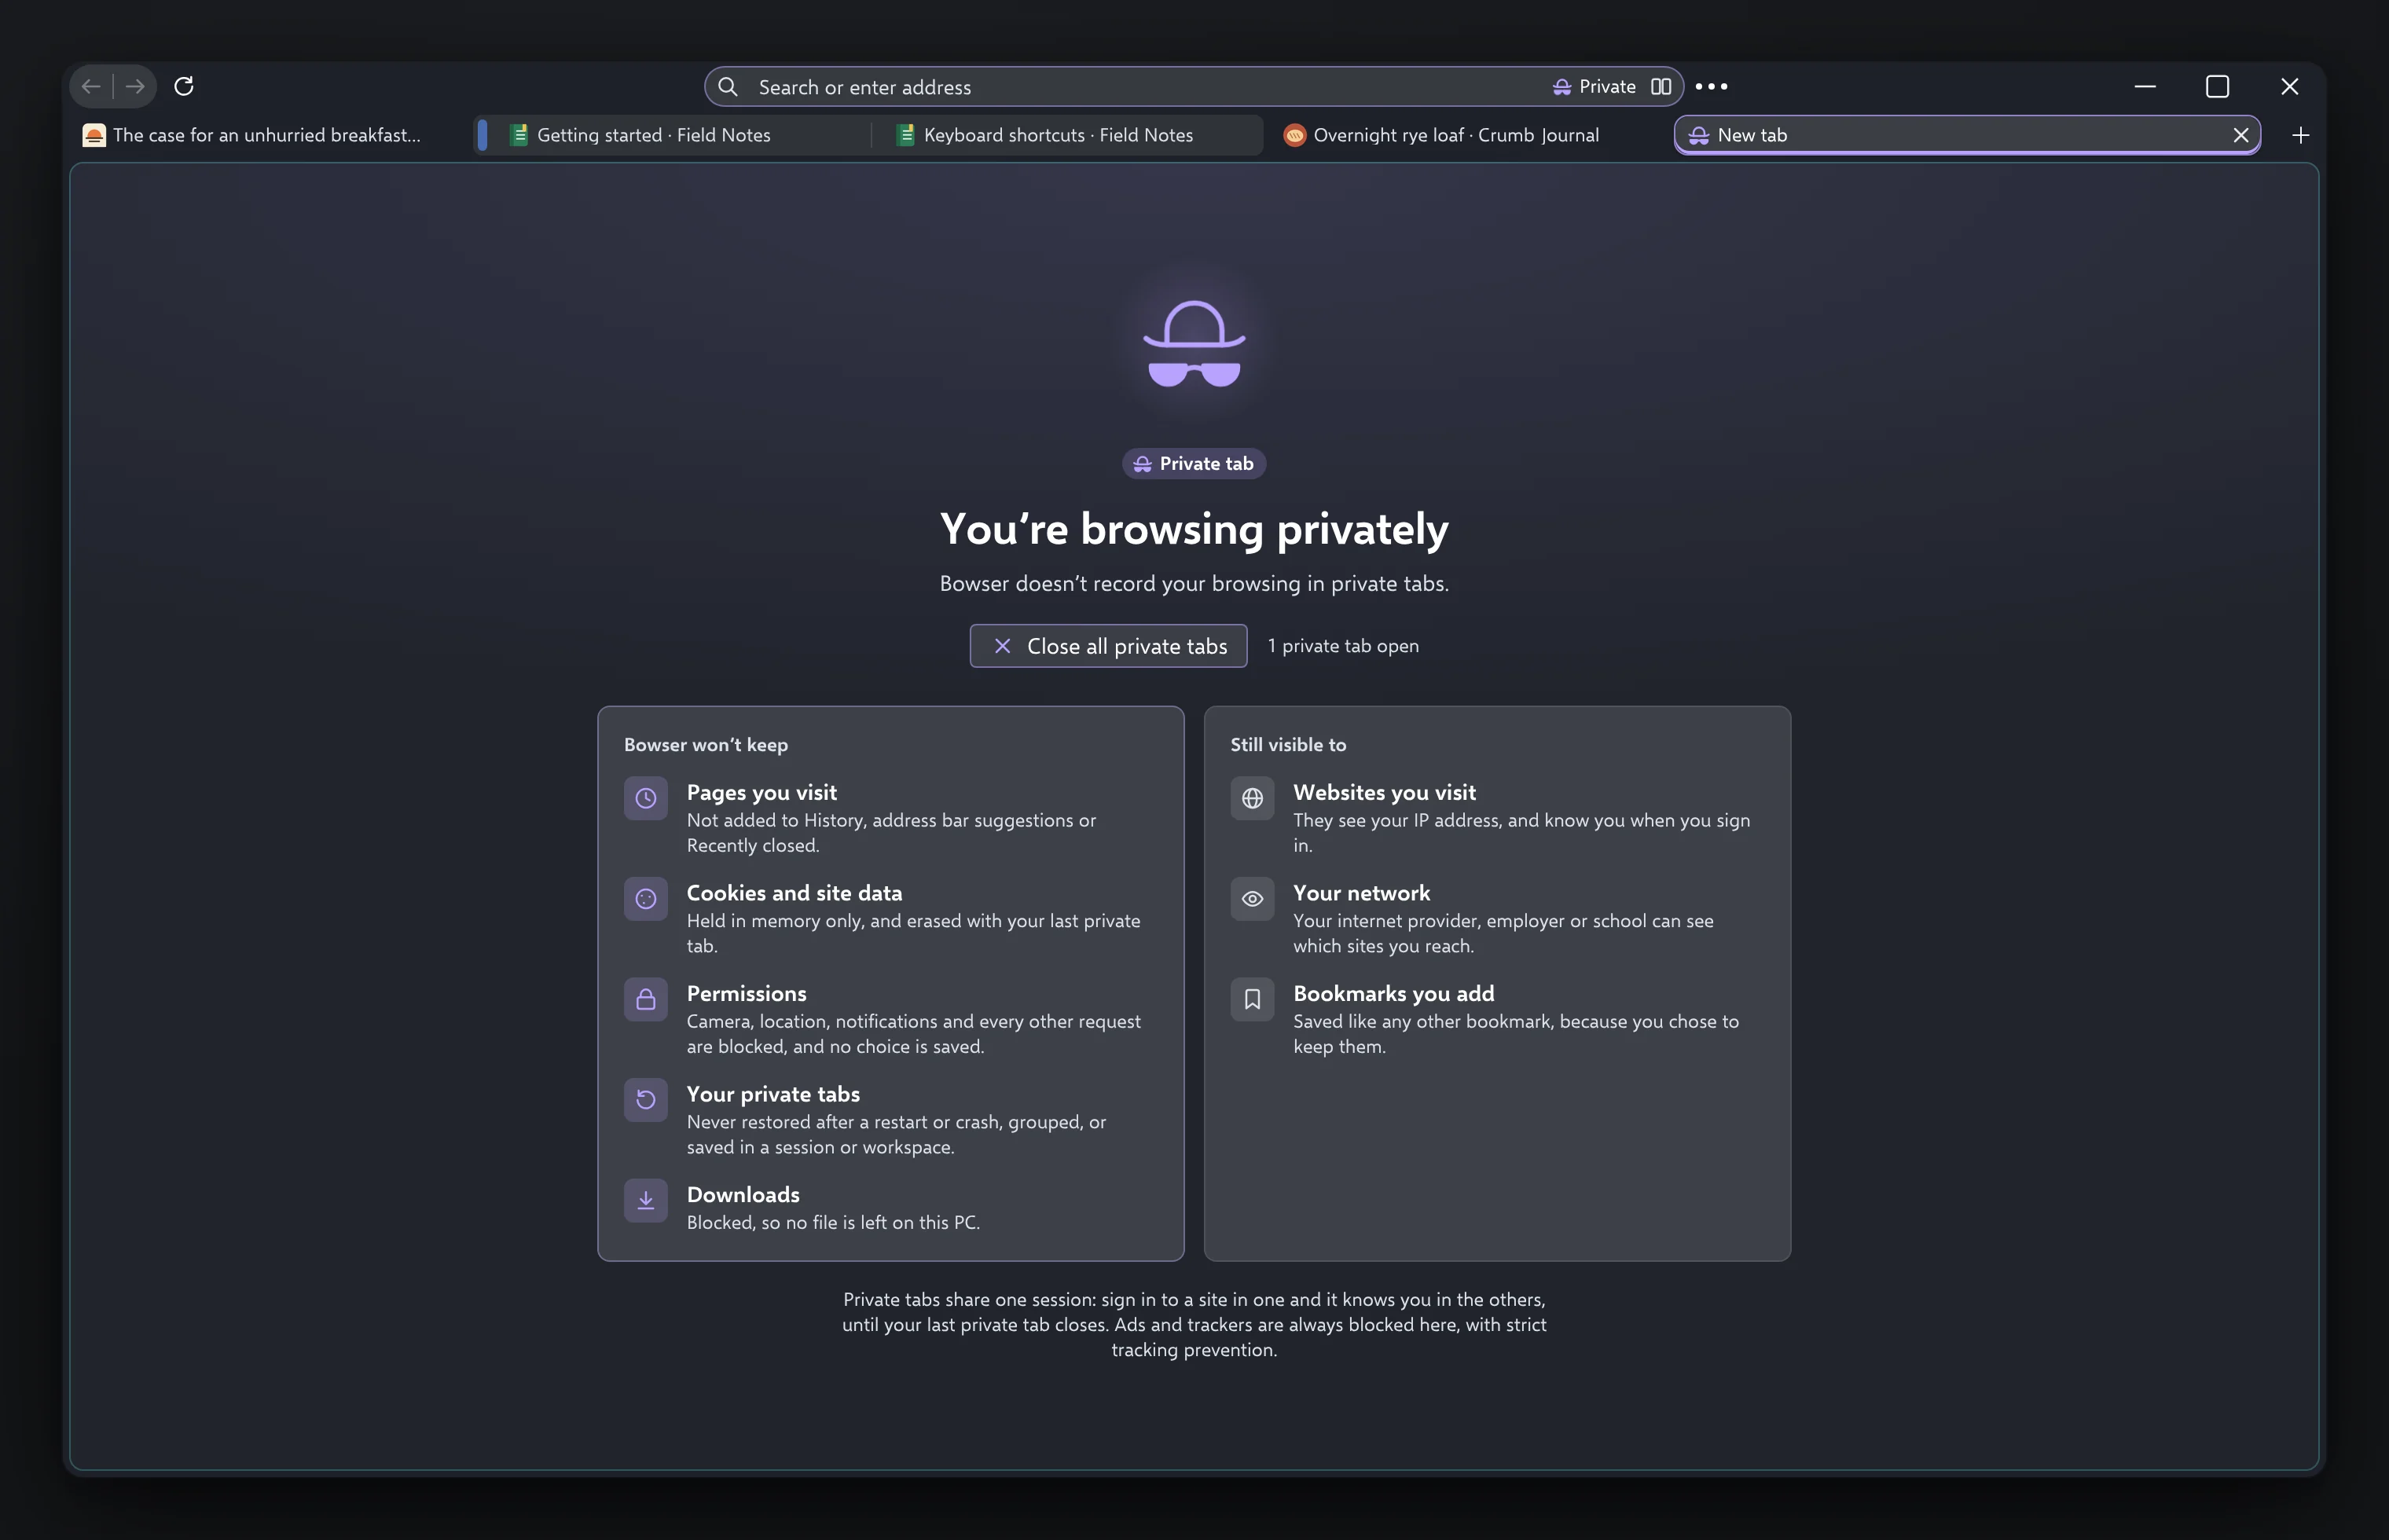 Search or enter address
Private
The case for an unhurried breakfast...
Getting started · Field Notes
Keyboard shortcuts · Field Notes
Overnight rye loaf · Crumb Journal
New tab
Private tab
You’re browsing privately
Bowser doesn’t record your browsing in private tabs.
Close all private tabs
1 private tab open
Bowser won’t keep
Pages you visit
Not added to History, address bar suggestions or
Recently closed.
Cookies and site data
Held in memory only, and erased with your last private
tab.
Permissions
Camera, location, notifications and every other request
are blocked, and no choice is saved.
Your private tabs
Never restored after a restart or crash, grouped, or
saved in a session or workspace.
Downloads
Blocked, so no file is left on this PC.
Still visible to
Websites you visit
They see your IP address, and know you when you sign
in.
Your network
Your internet provider, employer or school can see
which sites you reach.
Bookmarks you add
Saved like any other bookmark, because you chose to
keep them.
Private tabs share one session: sign in to a site in one and it knows you in the others,
until your last private tab closes. Ads and trackers are always blocked here, with strict
tracking prevention.